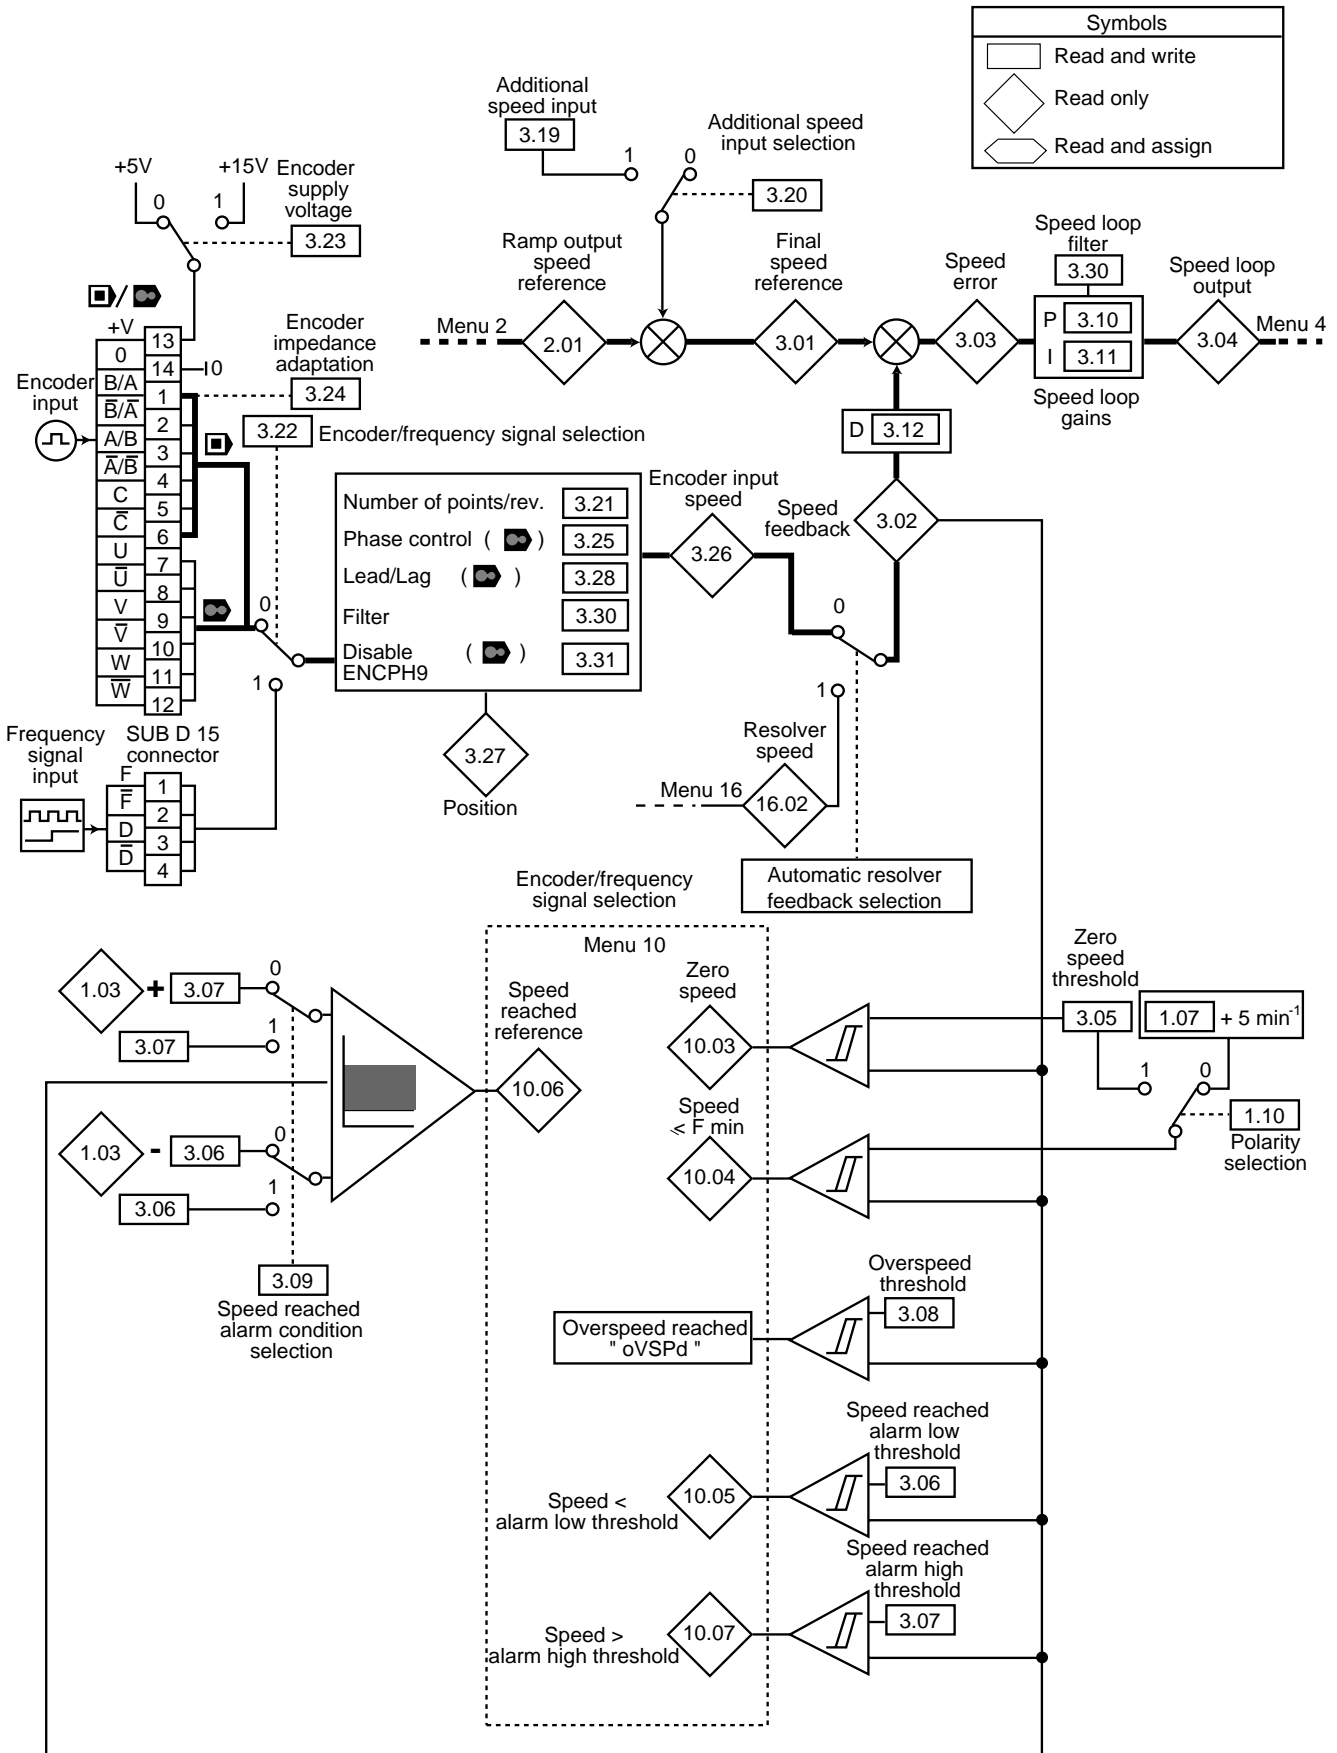 Symbols
Read and write
Read only
Read and assign
Additional
speed input
3.19
1
0
Additional speed
input selection
3.20
+5V
+15V
0
1
Encoder
supply
voltage
3.23
Ramp output
speed
reference
Menu 2
2.01
Final
speed
reference
3.01
Speed
error
3.03
Speed loop
filter
3.30
P 3.10
I 3.11
Speed loop
gains
Speed loop
output
3.04
Menu 4
/
+V 13
0 14 0
B/A 1
B̅/A̅ 2
A/B 3
A̅/B̅ 4
C 5
C̅ 6
U 7
U̅ 8
V 9
V̅ 10
W 11
W̅ 12
Encoder
input
Encoder
impedance
adaptation
3.24
3.22 Encoder/frequency signal selection
0
1
Number of points/rev. 3.21
Phase control ( ) 3.25
Lead/Lag ( ) 3.28
Filter 3.30
Disable
ENCPH9 ( ) 3.31
3.27
Position
Encoder input
speed
3.26
D 3.12
Speed
feedback
3.02
0
1
Resolver
speed
Menu 16
16.02
Automatic resolver
feedback selection
Frequency
signal
input
SUB D 15
connector
F 1
F̅ 2
D 3
D̅ 4
Encoder/frequency
signal selection
Menu 10
1.03 + 3.07
0
3.07
1
1.03 - 3.06
0
3.06
1
3.09
Speed reached
alarm condition
selection
Speed
reached
reference
10.06
Zero
speed
10.03
Speed
< F min
10.04
Zero
speed
threshold
3.05
1.07 + 5 min-1
1
0
1.10
Polarity
selection
Overspeed
threshold
3.08
Overspeed reached
" oVSPd "
Speed reached
alarm low
threshold
3.06
10.05
Speed <
alarm low threshold
Speed reached
alarm high
threshold
3.07
10.07
Speed >
alarm high threshold